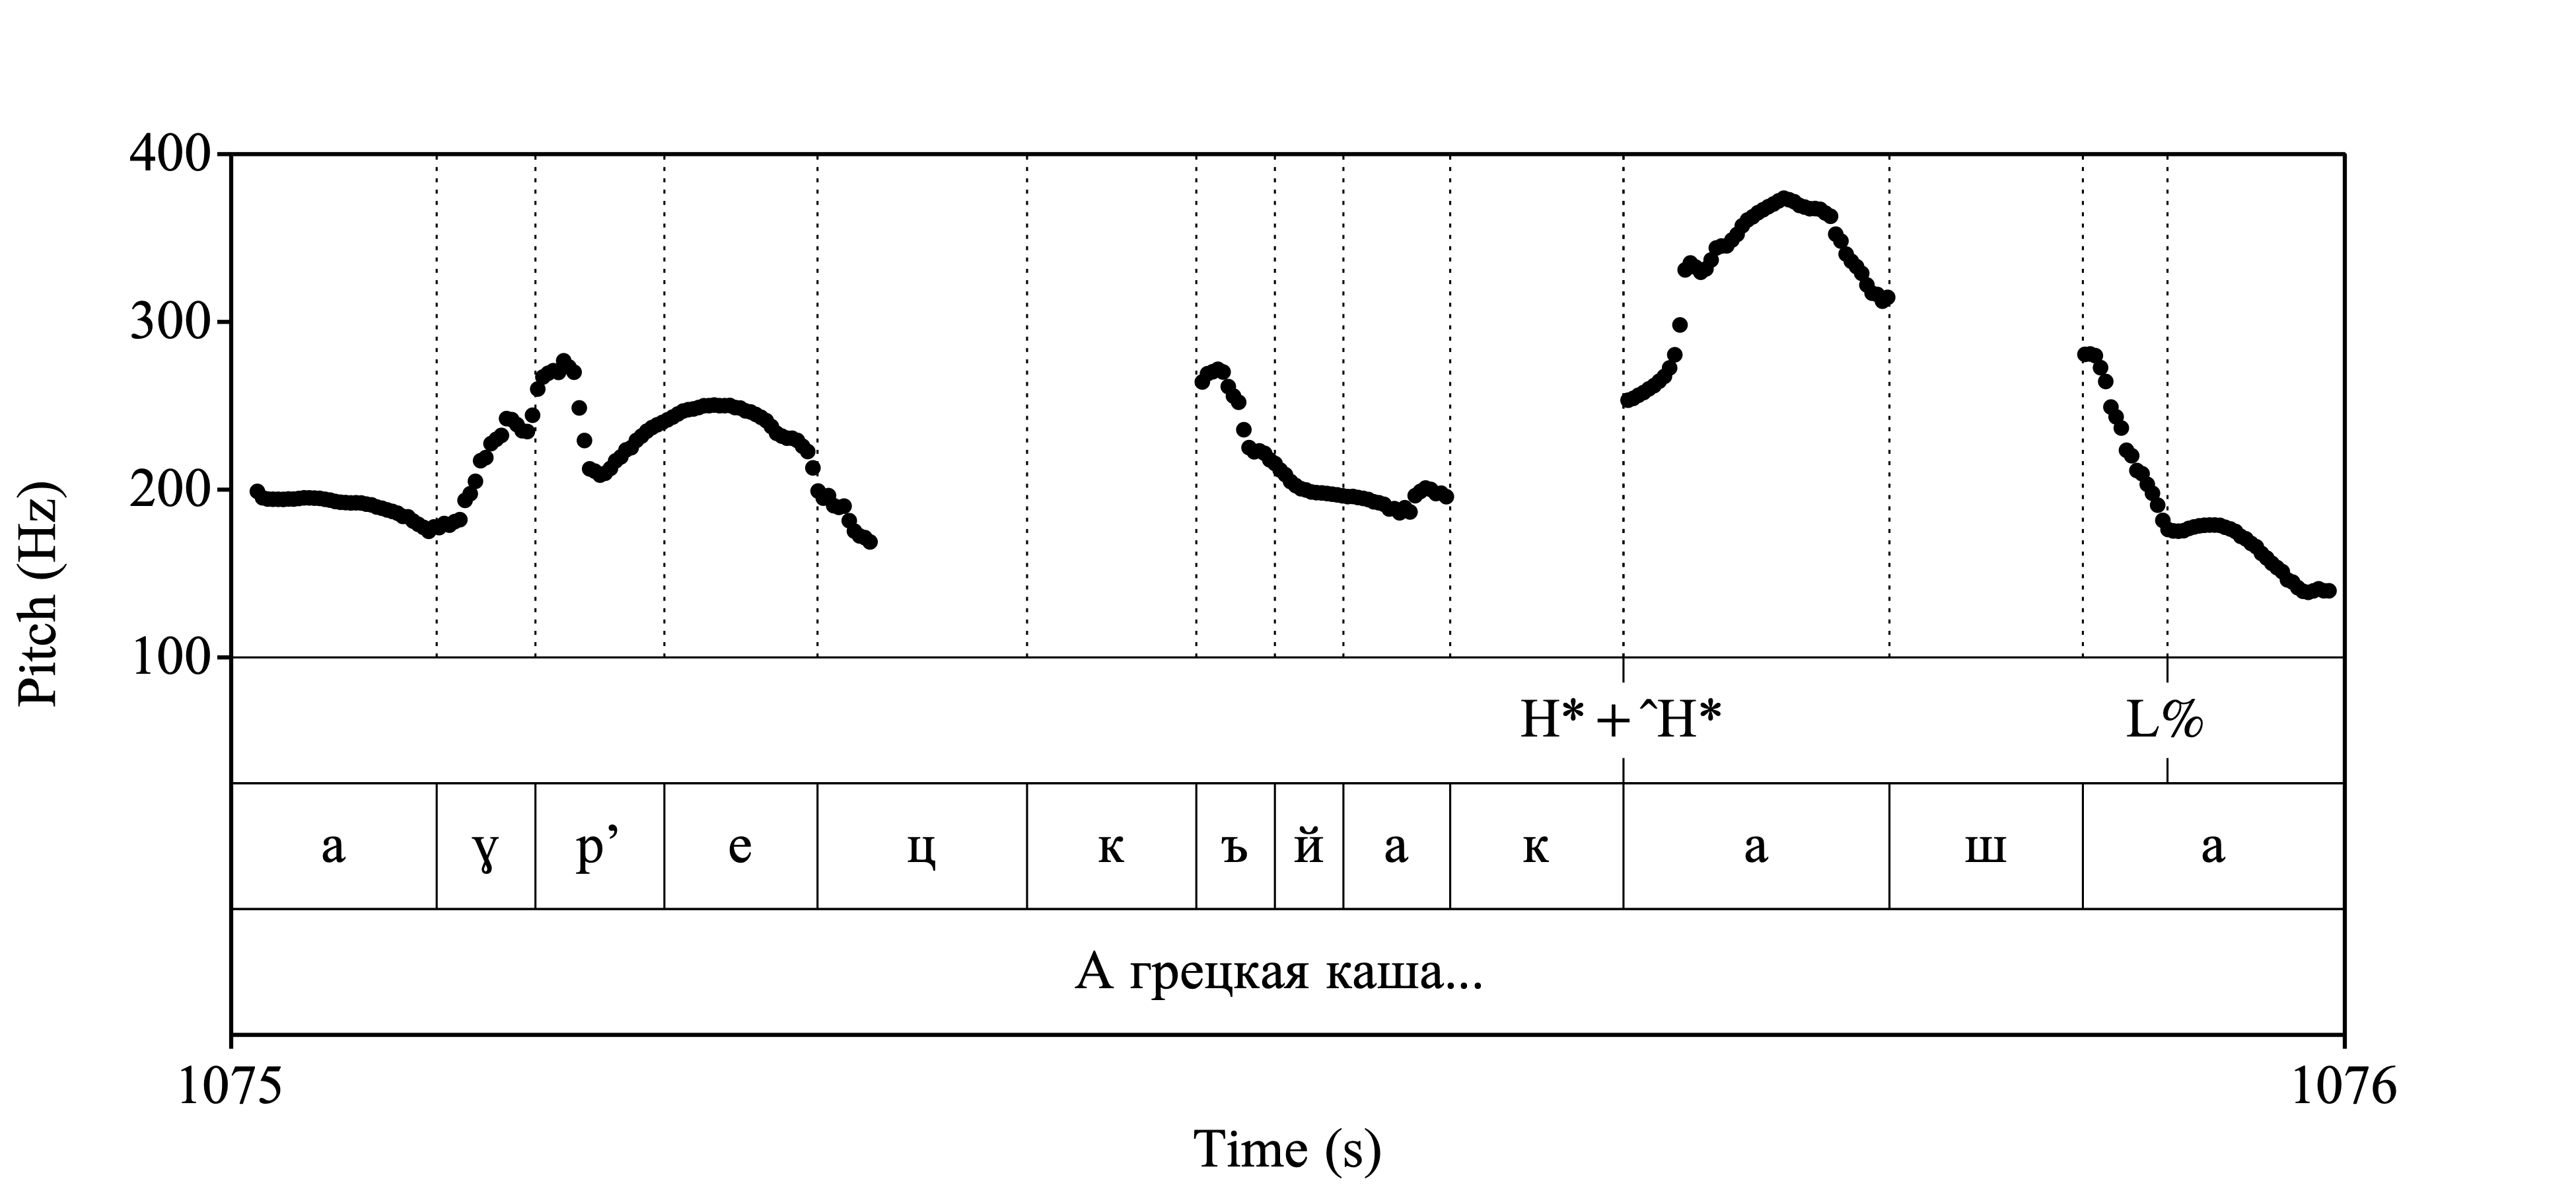 400
300
200
100
Pitch (Hz)
H* + ˆH* L%
а ɣ р’ е ц к ъ й а к а ш а
А грецкая каша...
1075 1076
Time (s)